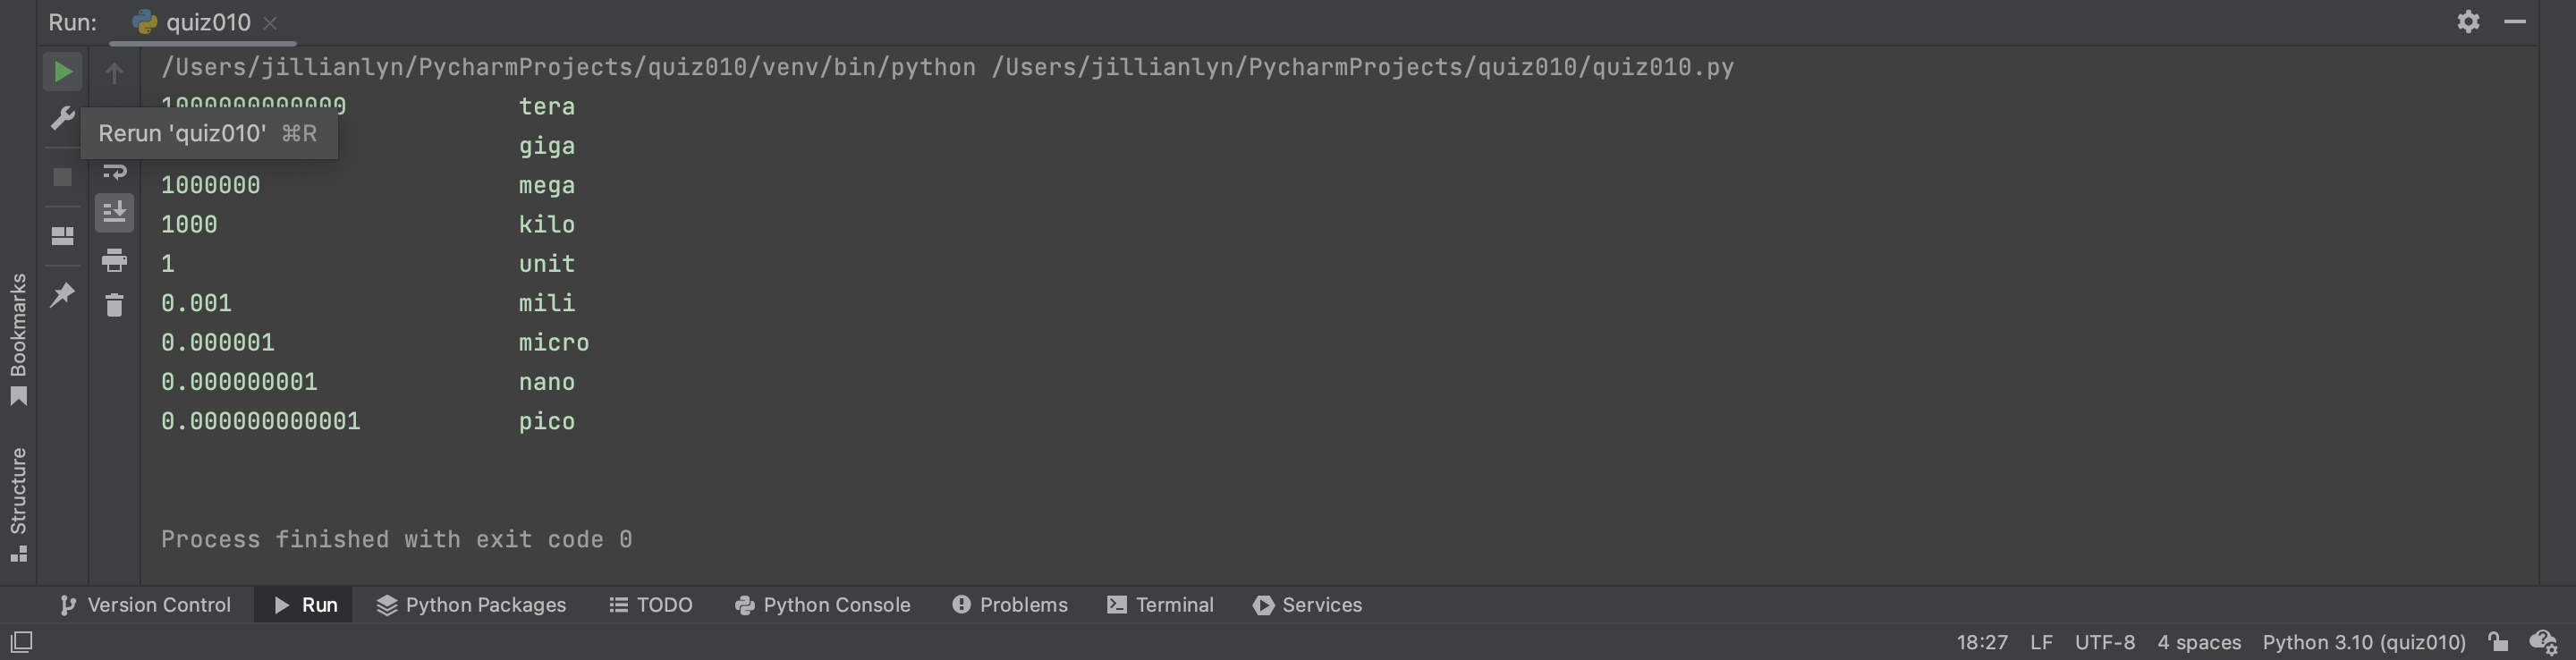 Run: quiz010
/Users/jillianlyn/PycharmProjects/quiz010/venv/bin/python /Users/jillianlyn/PycharmProjects/quiz010/quiz010.py
1000000000000 tera
Rerun 'quiz010' ⌘R
giga
1000000 mega
1000 kilo
1 unit
0.001 mili
0.000001 micro
0.000000001 nano
0.000000000001 pico
Process finished with exit code 0
Bookmarks
Structure
Version Control Run Python Packages TODO Python Console Problems Terminal Services
18:27 LF UTF-8 4 spaces Python 3.10 (quiz010)